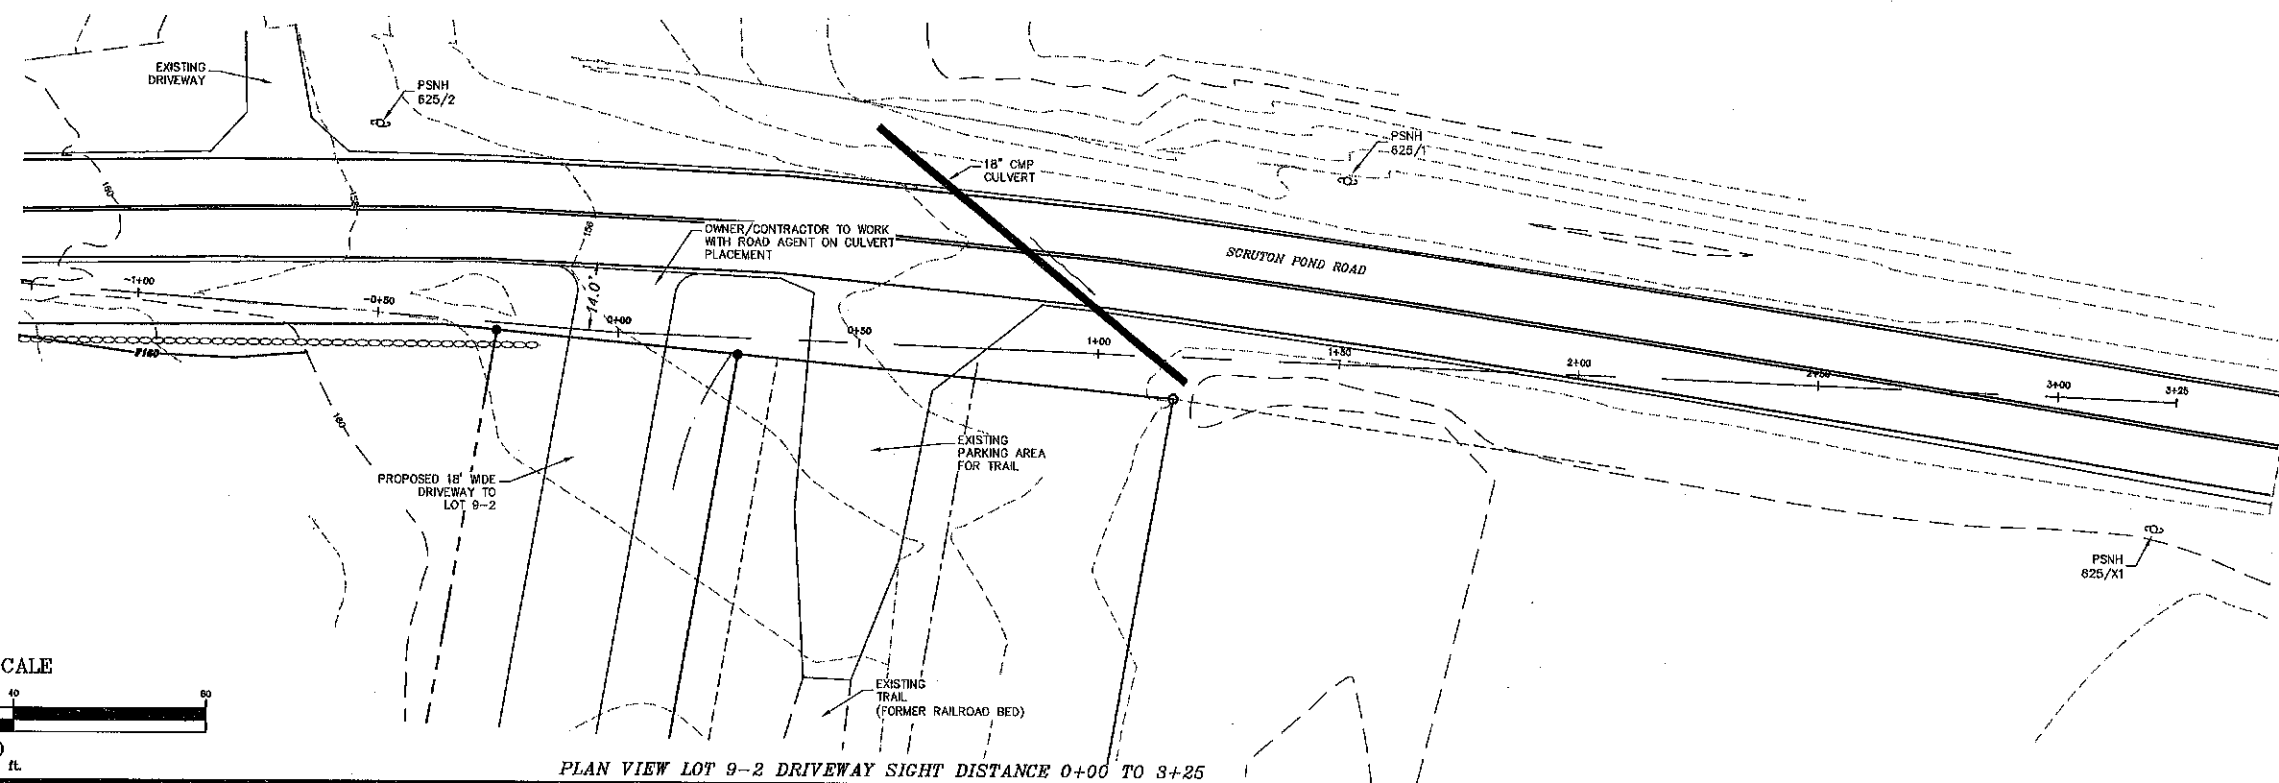 EXISTING
DRIVEWAY
PSNH
625/2
18" CMP
CULVERT
PSNH
625/1
160
158
156
OWNER/CONTRACTOR TO WORK
WITH ROAD AGENT ON CULVERT
PLACEMENT
SCRUTON POND ROAD
-1+00
-0+50
14.0'
0+00
0+50
1+00
1+50
2+00
2+50
3+00
3+25
160
EXISTING
PARKING AREA
FOR TRAIL
PROPOSED 18' WIDE
DRIVEWAY TO
LOT 9-2
PSNH
625/X1
CALE
40
80
EXISTING
TRAIL
(FORMER RAILROAD BED)
ft.
PLAN VIEW LOT 9-2 DRIVEWAY SIGHT DISTANCE 0+00 TO 3+25